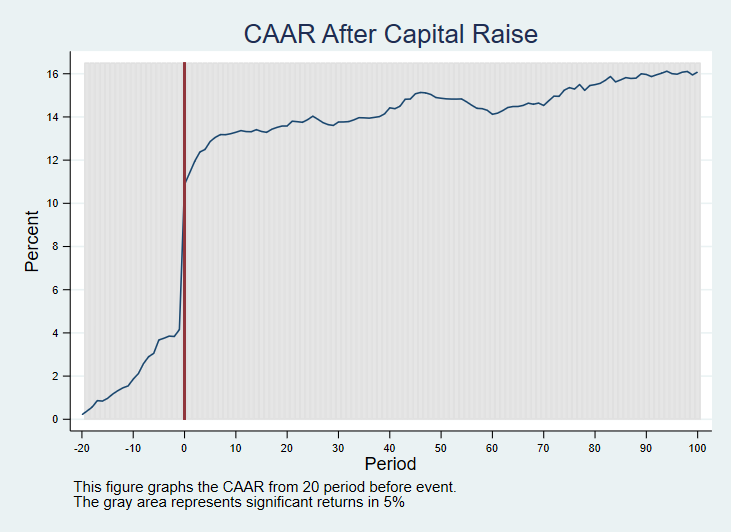 CAAR After Capital Raise
Percent
16
14
12
10
8
6
4
2
0
-20 -10 0 10 20 30 40 50 60 70 80 90 100
Period
This figure graphs the CAAR from 20 period before event.
The gray area represents significant returns in 5%